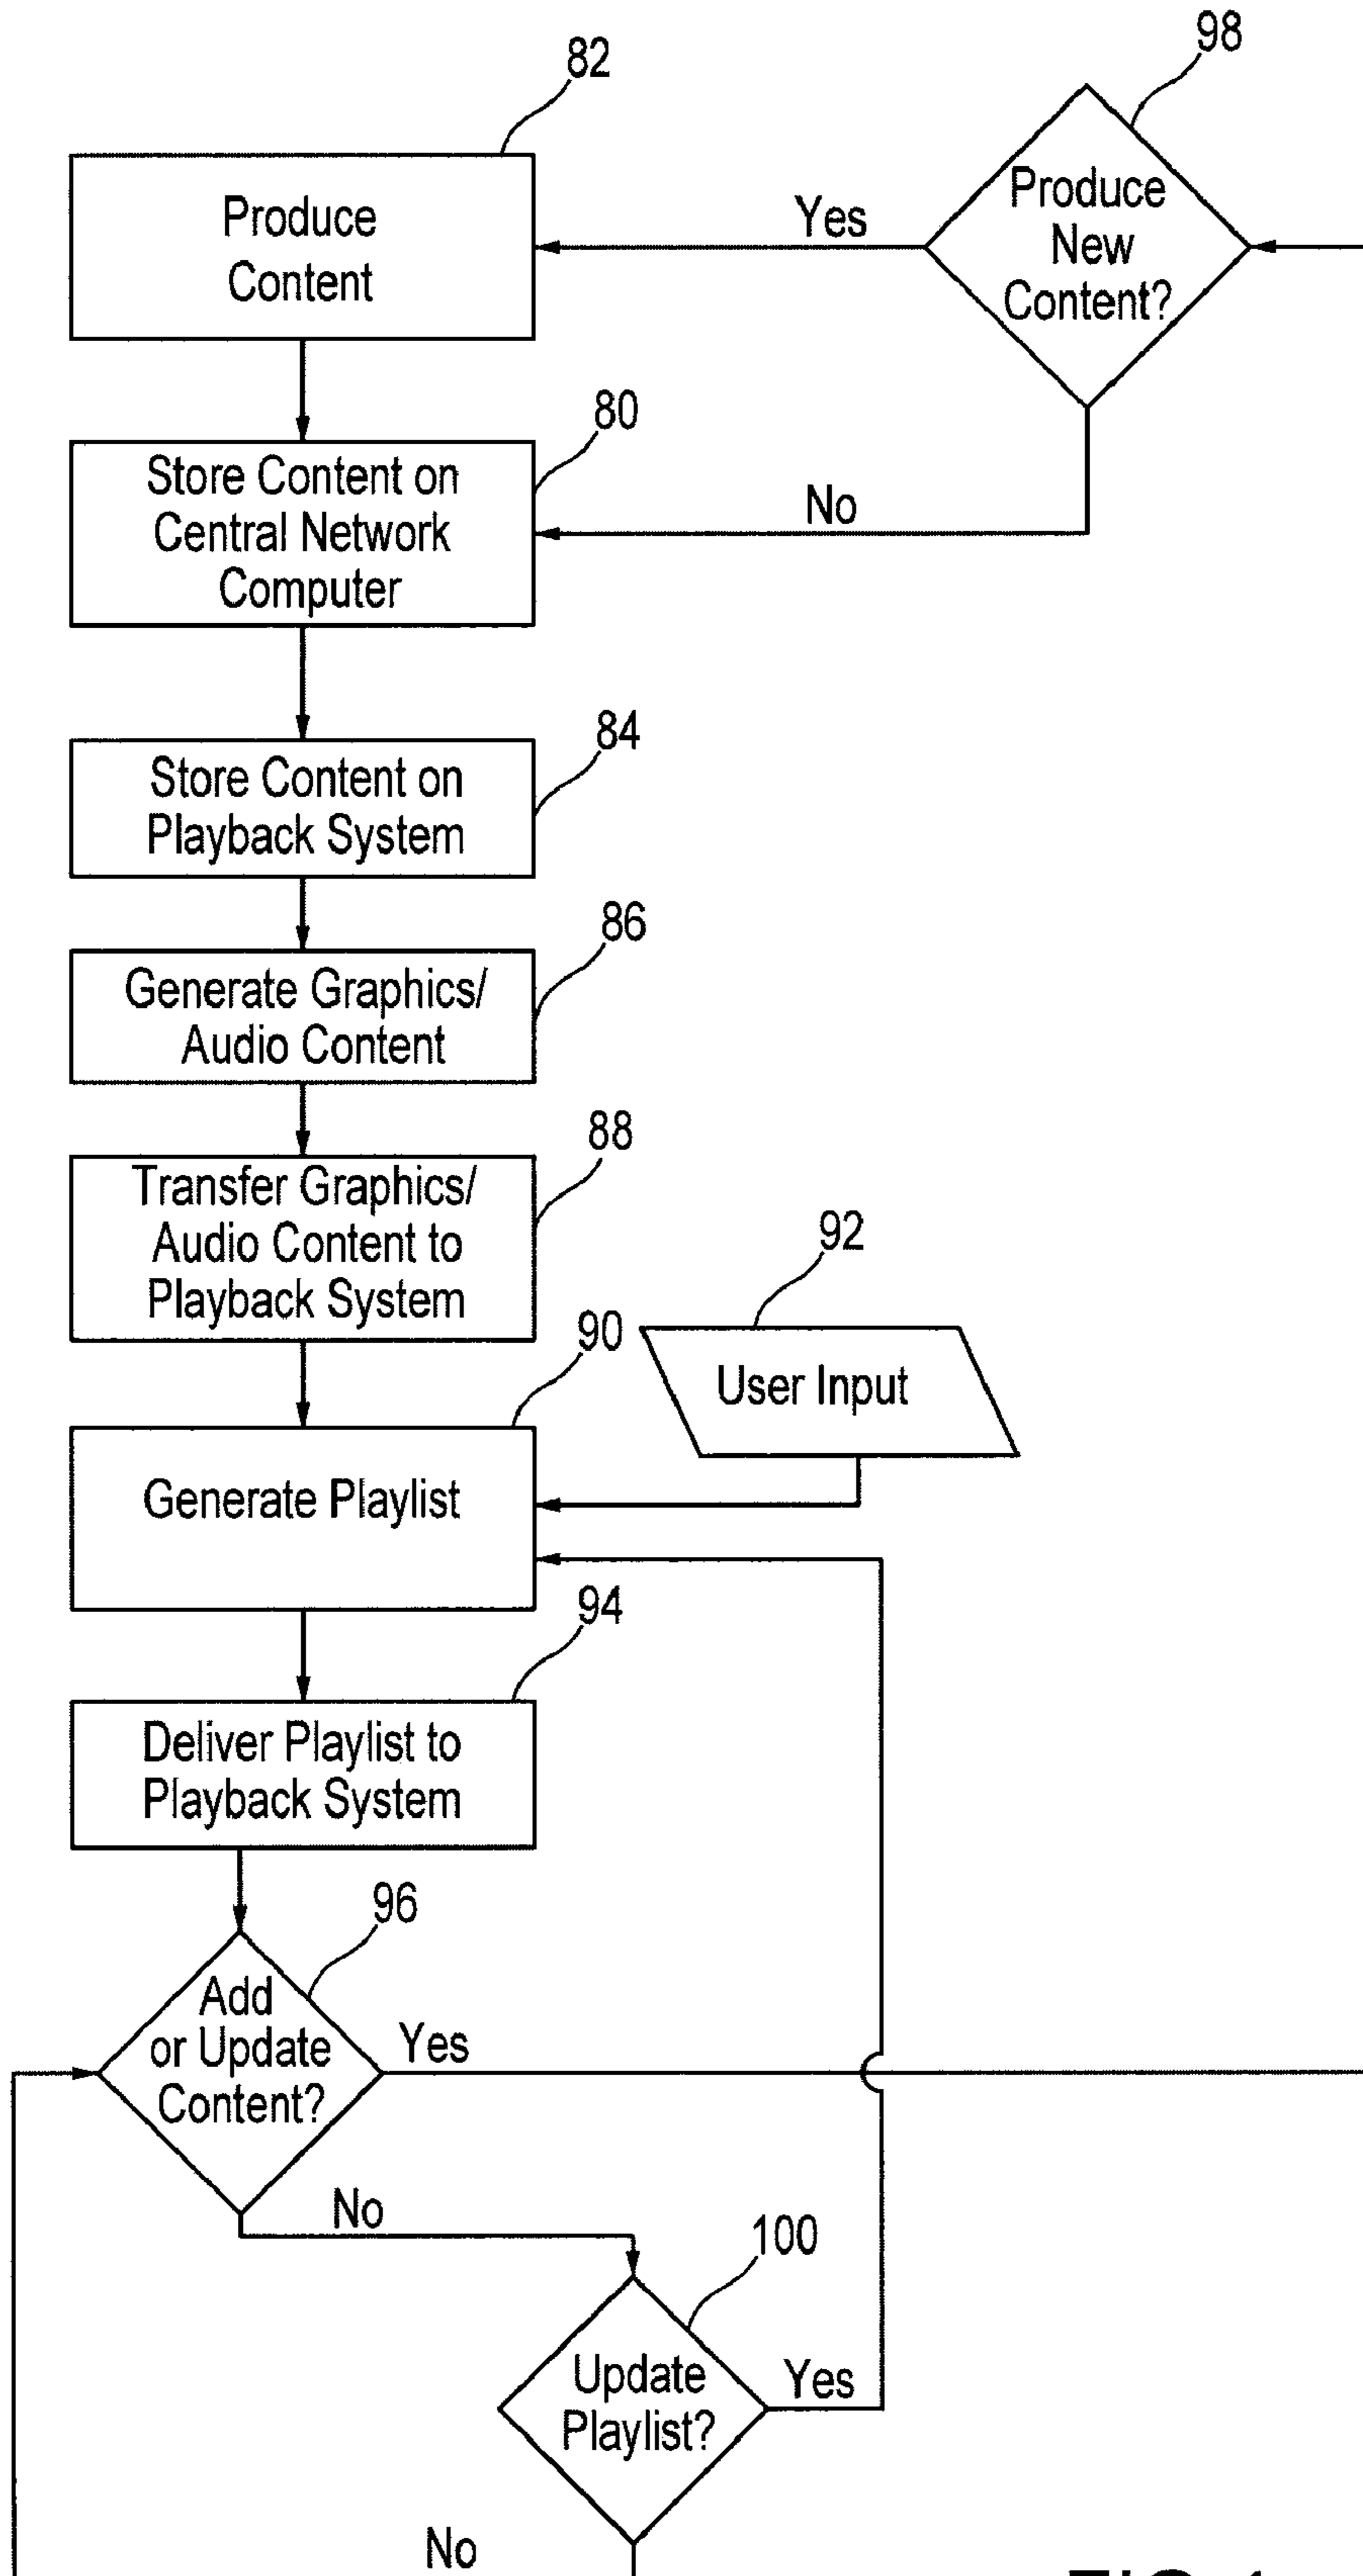 82
98
Produce
Content
Yes
Produce
New
Content?
80
Store Content on
Central Network
Computer
No
84
Store Content on
Playback System
86
Generate Graphics/
Audio Content
88
Transfer Graphics/
Audio Content to
Playback System
92
User Input
90
Generate Playlist
94
Deliver Playlist to
Playback System
96
Add
or Update
Content?
Yes
No
100
Update
Playlist?
Yes
No